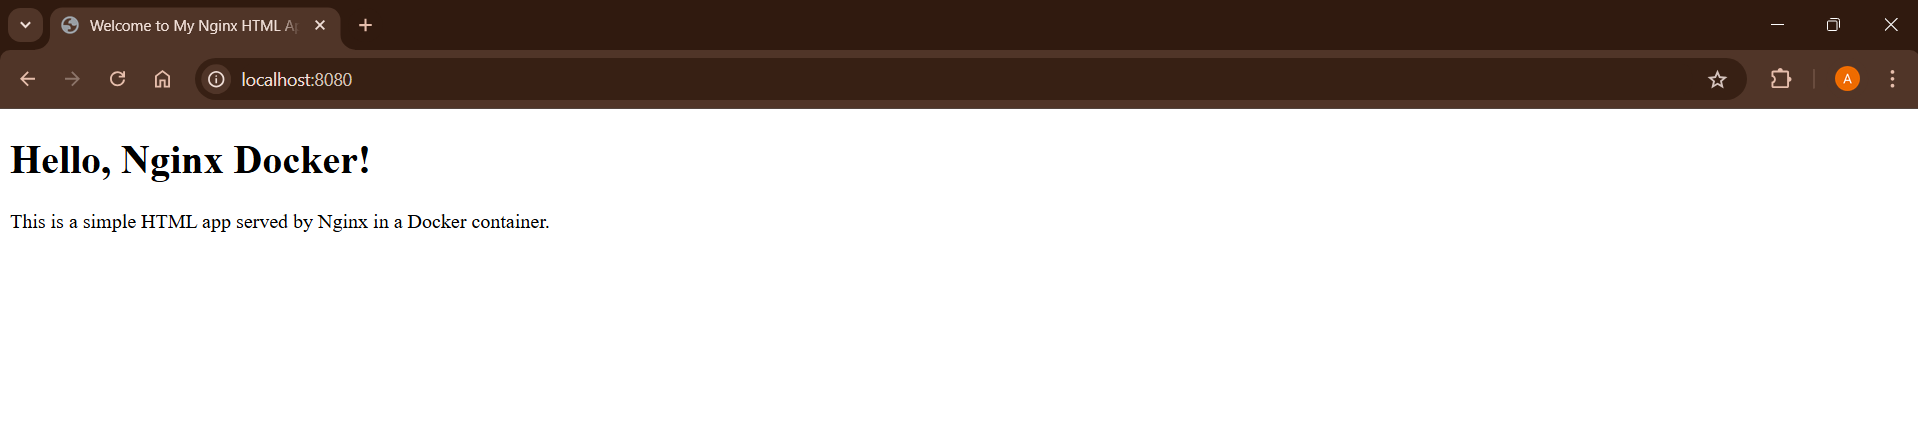 Welcome to My Nginx HTML
localhost:8080
A
Hello, Nginx Docker!
This is a simple HTML app served by Nginx in a Docker container.